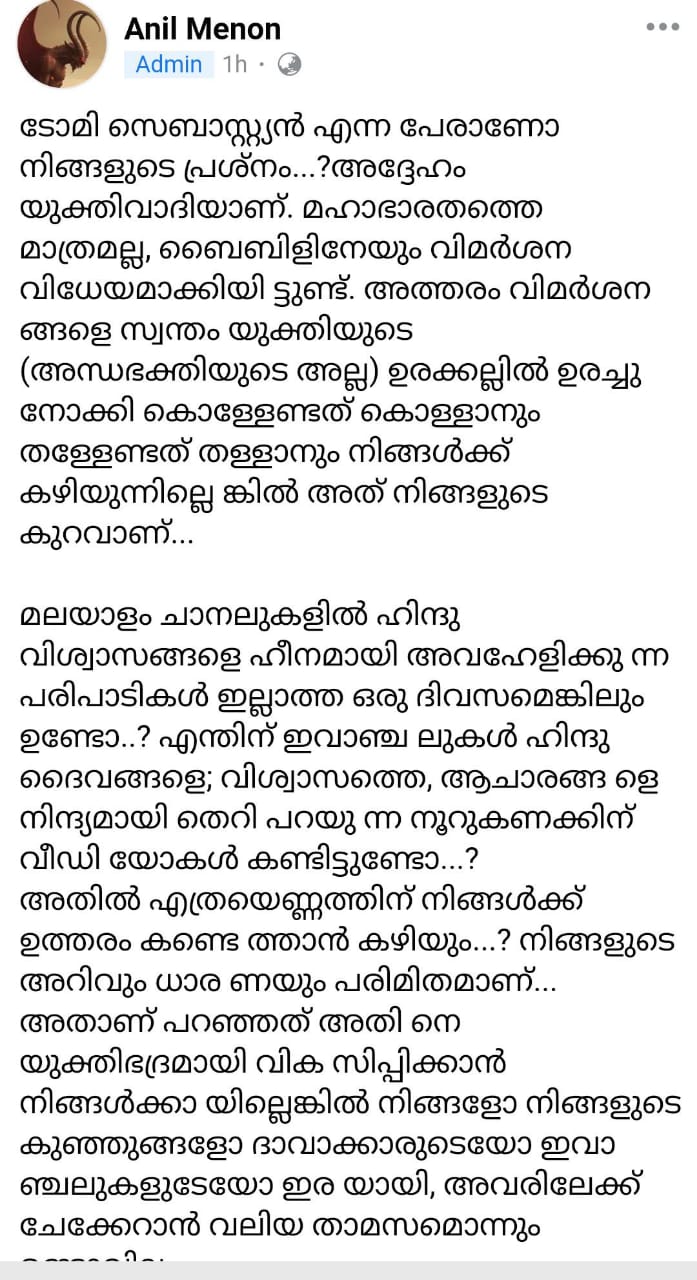 Anil Menon
Admin 1h ·
ടോമി സെബാസ്റ്റ്യൻ എന്ന പേരാണോ
നിങ്ങളുടെ പ്രശ്നം...?അദ്ദേഹം
യുക്തിവാദിയാണ്. മഹാഭാരതത്തെ
മാത്രമല്ല, ബൈബിളിനേയും വിമർശന
വിധേയമാക്കിയി ട്ടുണ്ട്. അത്തരം വിമർശന
ങ്ങളെ സ്വന്തം യുക്തിയുടെ
(അന്ധഭക്തിയുടെ അല്ല) ഉരക്കല്ലിൽ ഉരച്ചു
നോക്കി കൊള്ളേണ്ടത് കൊള്ളാനും
തള്ളേണ്ടത് തള്ളാനും നിങ്ങൾക്ക്
കഴിയുന്നില്ലെ ങ്കിൽ അത് നിങ്ങളുടെ
കുറവാണ്...
മലയാളം ചാനലുകളിൽ ഹിന്ദു
വിശ്വാസങ്ങളെ ഹീനമായി അവഹേളിക്കു ന്ന
പരിപാടികൾ ഇല്ലാത്ത ഒരു ദിവസമെങ്കിലും
ഉണ്ടോ..? എന്തിന് ഇവാഞ്ച ലുകൾ ഹിന്ദു
ദൈവങ്ങളെ; വിശ്വാസത്തെ, ആചാരങ്ങ ളെ
നിന്ദ്യമായി തെറി പറയു ന്ന നൂറുകണക്കിന്
വീഡി യോകൾ കണ്ടിട്ടുണ്ടോ...?
അതിൽ എത്രയെണ്ണത്തിന് നിങ്ങൾക്ക്
ഉത്തരം കണ്ടെ ത്താൻ കഴിയും...? നിങ്ങളുടെ
അറിവും ധാര ണയും പരിമിതമാണ്...
അതാണ് പറഞ്ഞത് അതി നെ
യുക്തിഭദ്രമായി വിക സിപ്പിക്കാൻ
നിങ്ങൾക്കാ യില്ലെങ്കിൽ നിങ്ങളോ നിങ്ങളുടെ
കുഞ്ഞുങ്ങളോ ദാവാക്കാരുടെയോ ഇവാ
ഞ്ചലുകളുടേയോ ഇര യായി, അവരിലേക്ക്
ചേക്കേറാൻ വലിയ താമസമൊന്നും